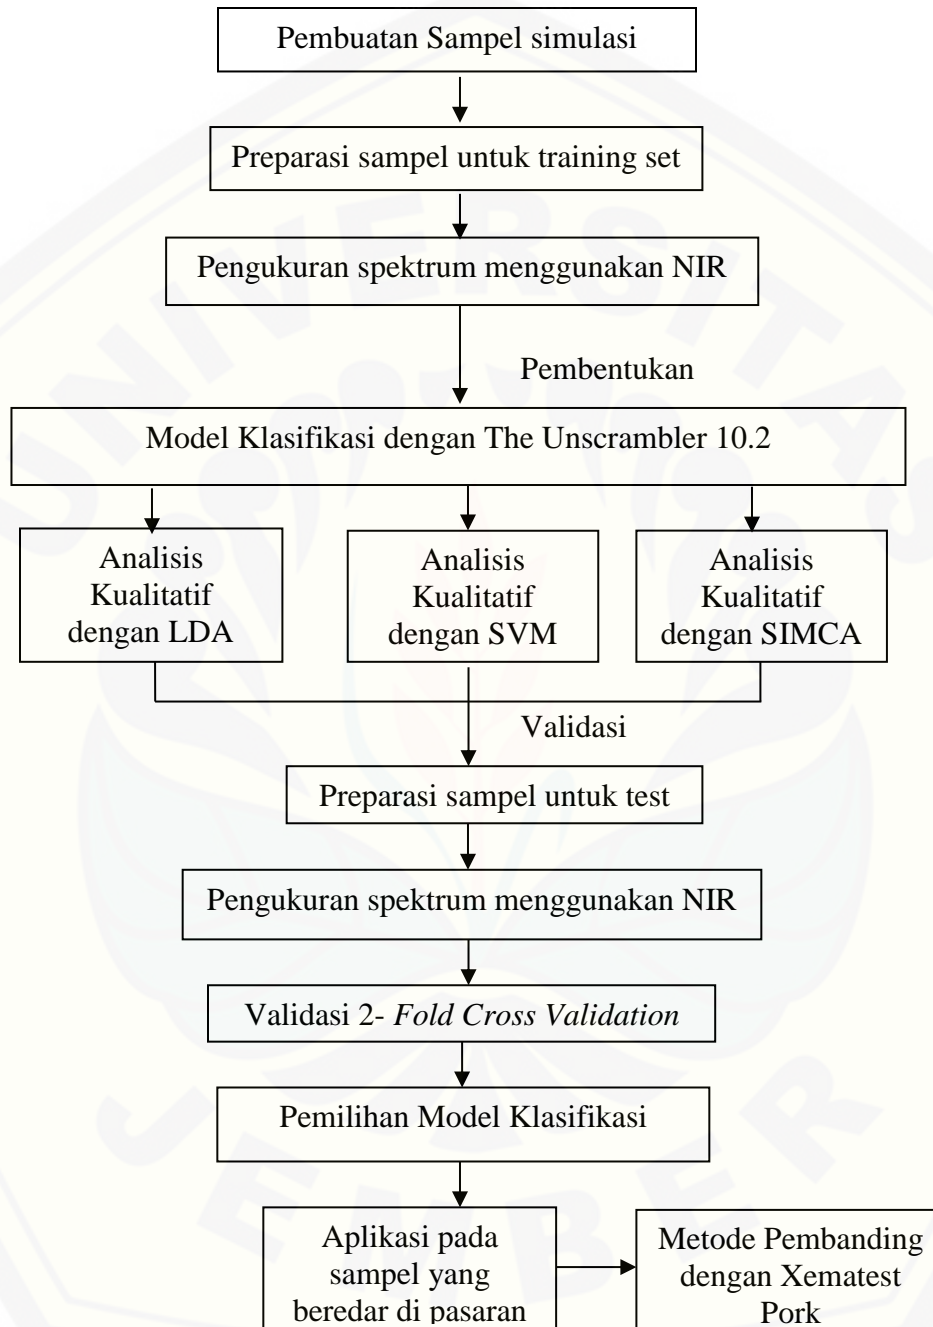 Pembuatan Sampel simulasi
Preparasi sampel untuk training set
Pengukuran spektrum menggunakan NIR
Pembentukan
Model Klasifikasi dengan The Unscrambler 10.2
Analisis
Kualitatif
dengan LDA
Analisis
Kualitatif
dengan SVM
Analisis
Kualitatif
dengan SIMCA
Validasi
Preparasi sampel untuk test
Pengukuran spektrum menggunakan NIR
Validasi 2- Fold Cross Validation
Pemilihan Model Klasifikasi
Aplikasi pada
sampel yang
beredar di pasaran
Metode Pembanding
dengan Xematest
Pork
UNIVERSITAS
JEMBER